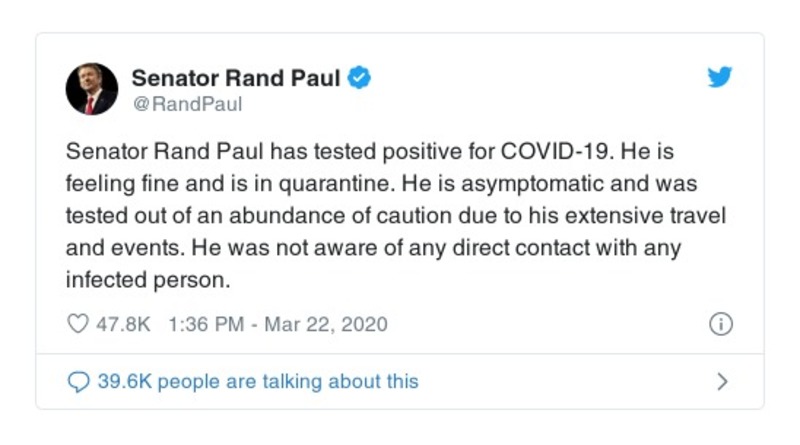 Senator Rand Paul
@RandPaul
Senator Rand Paul has tested positive for COVID-19. He is
feeling fine and is in quarantine. He is asymptomatic and was
tested out of an abundance of caution due to his extensive travel
and events. He was not aware of any direct contact with any
infected person.
47.8K 1:36 PM - Mar 22, 2020
39.6K people are talking about this